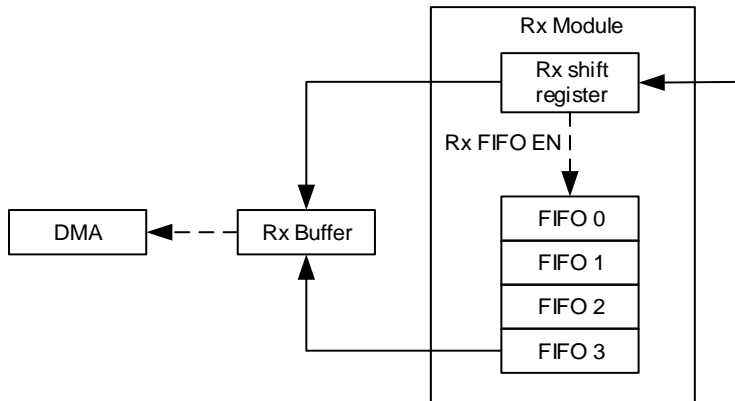 Rx Module
Rx shift
register
Rx FIFO EN
FIFO 0
DMA
Rx Buffer
FIFO 1
FIFO 2
FIFO 3